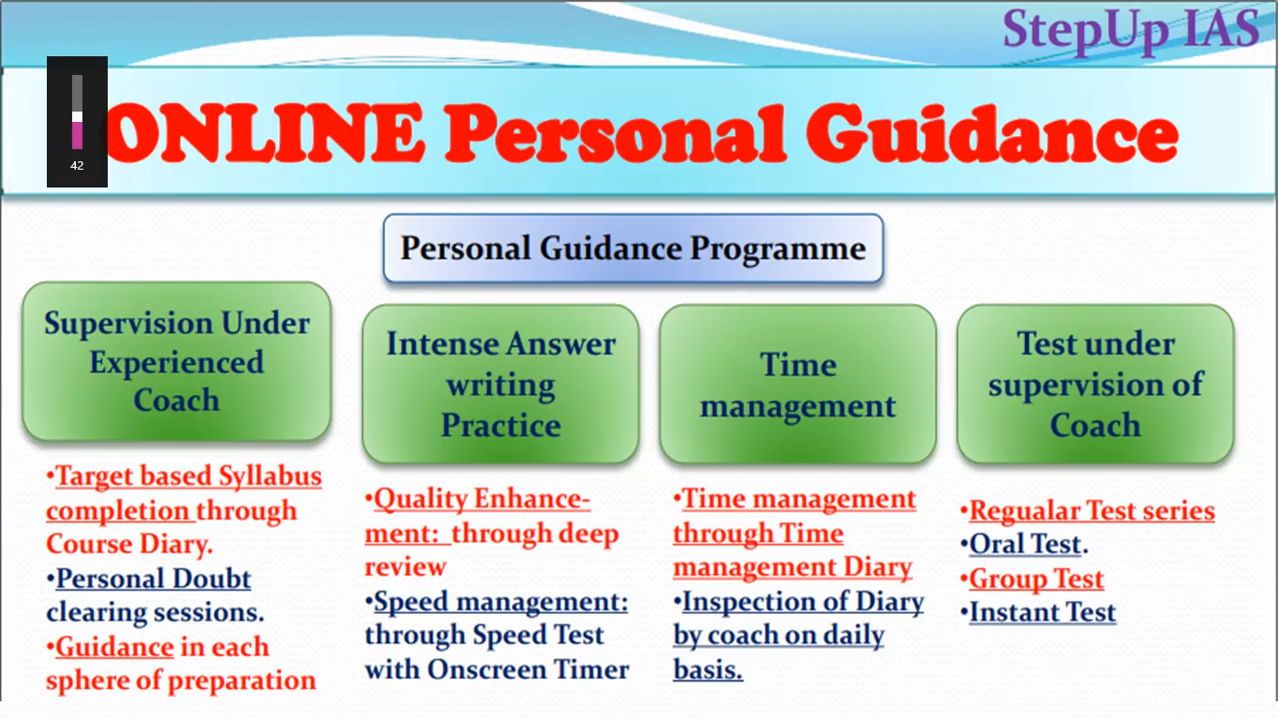 StepUp IAS
42
ONLINE Personal Guidance
Personal Guidance Programme
Supervision Under
Experienced
Coach
•Target based Syllabus
completion through
Course Diary.
•Personal Doubt
clearing sessions.
•Guidance in each
sphere of preparation
Intense Answer
writing
Practice
•Quality Enhance-
ment: through deep
review
•Speed management:
through Speed Test
with Onscreen Timer
Time
management
•Time management
through Time
management Diary
•Inspection of Diary
by coach on daily
basis.
Test under
supervision of
Coach
•Regualar Test series
•Oral Test.
•Group Test
•Instant Test